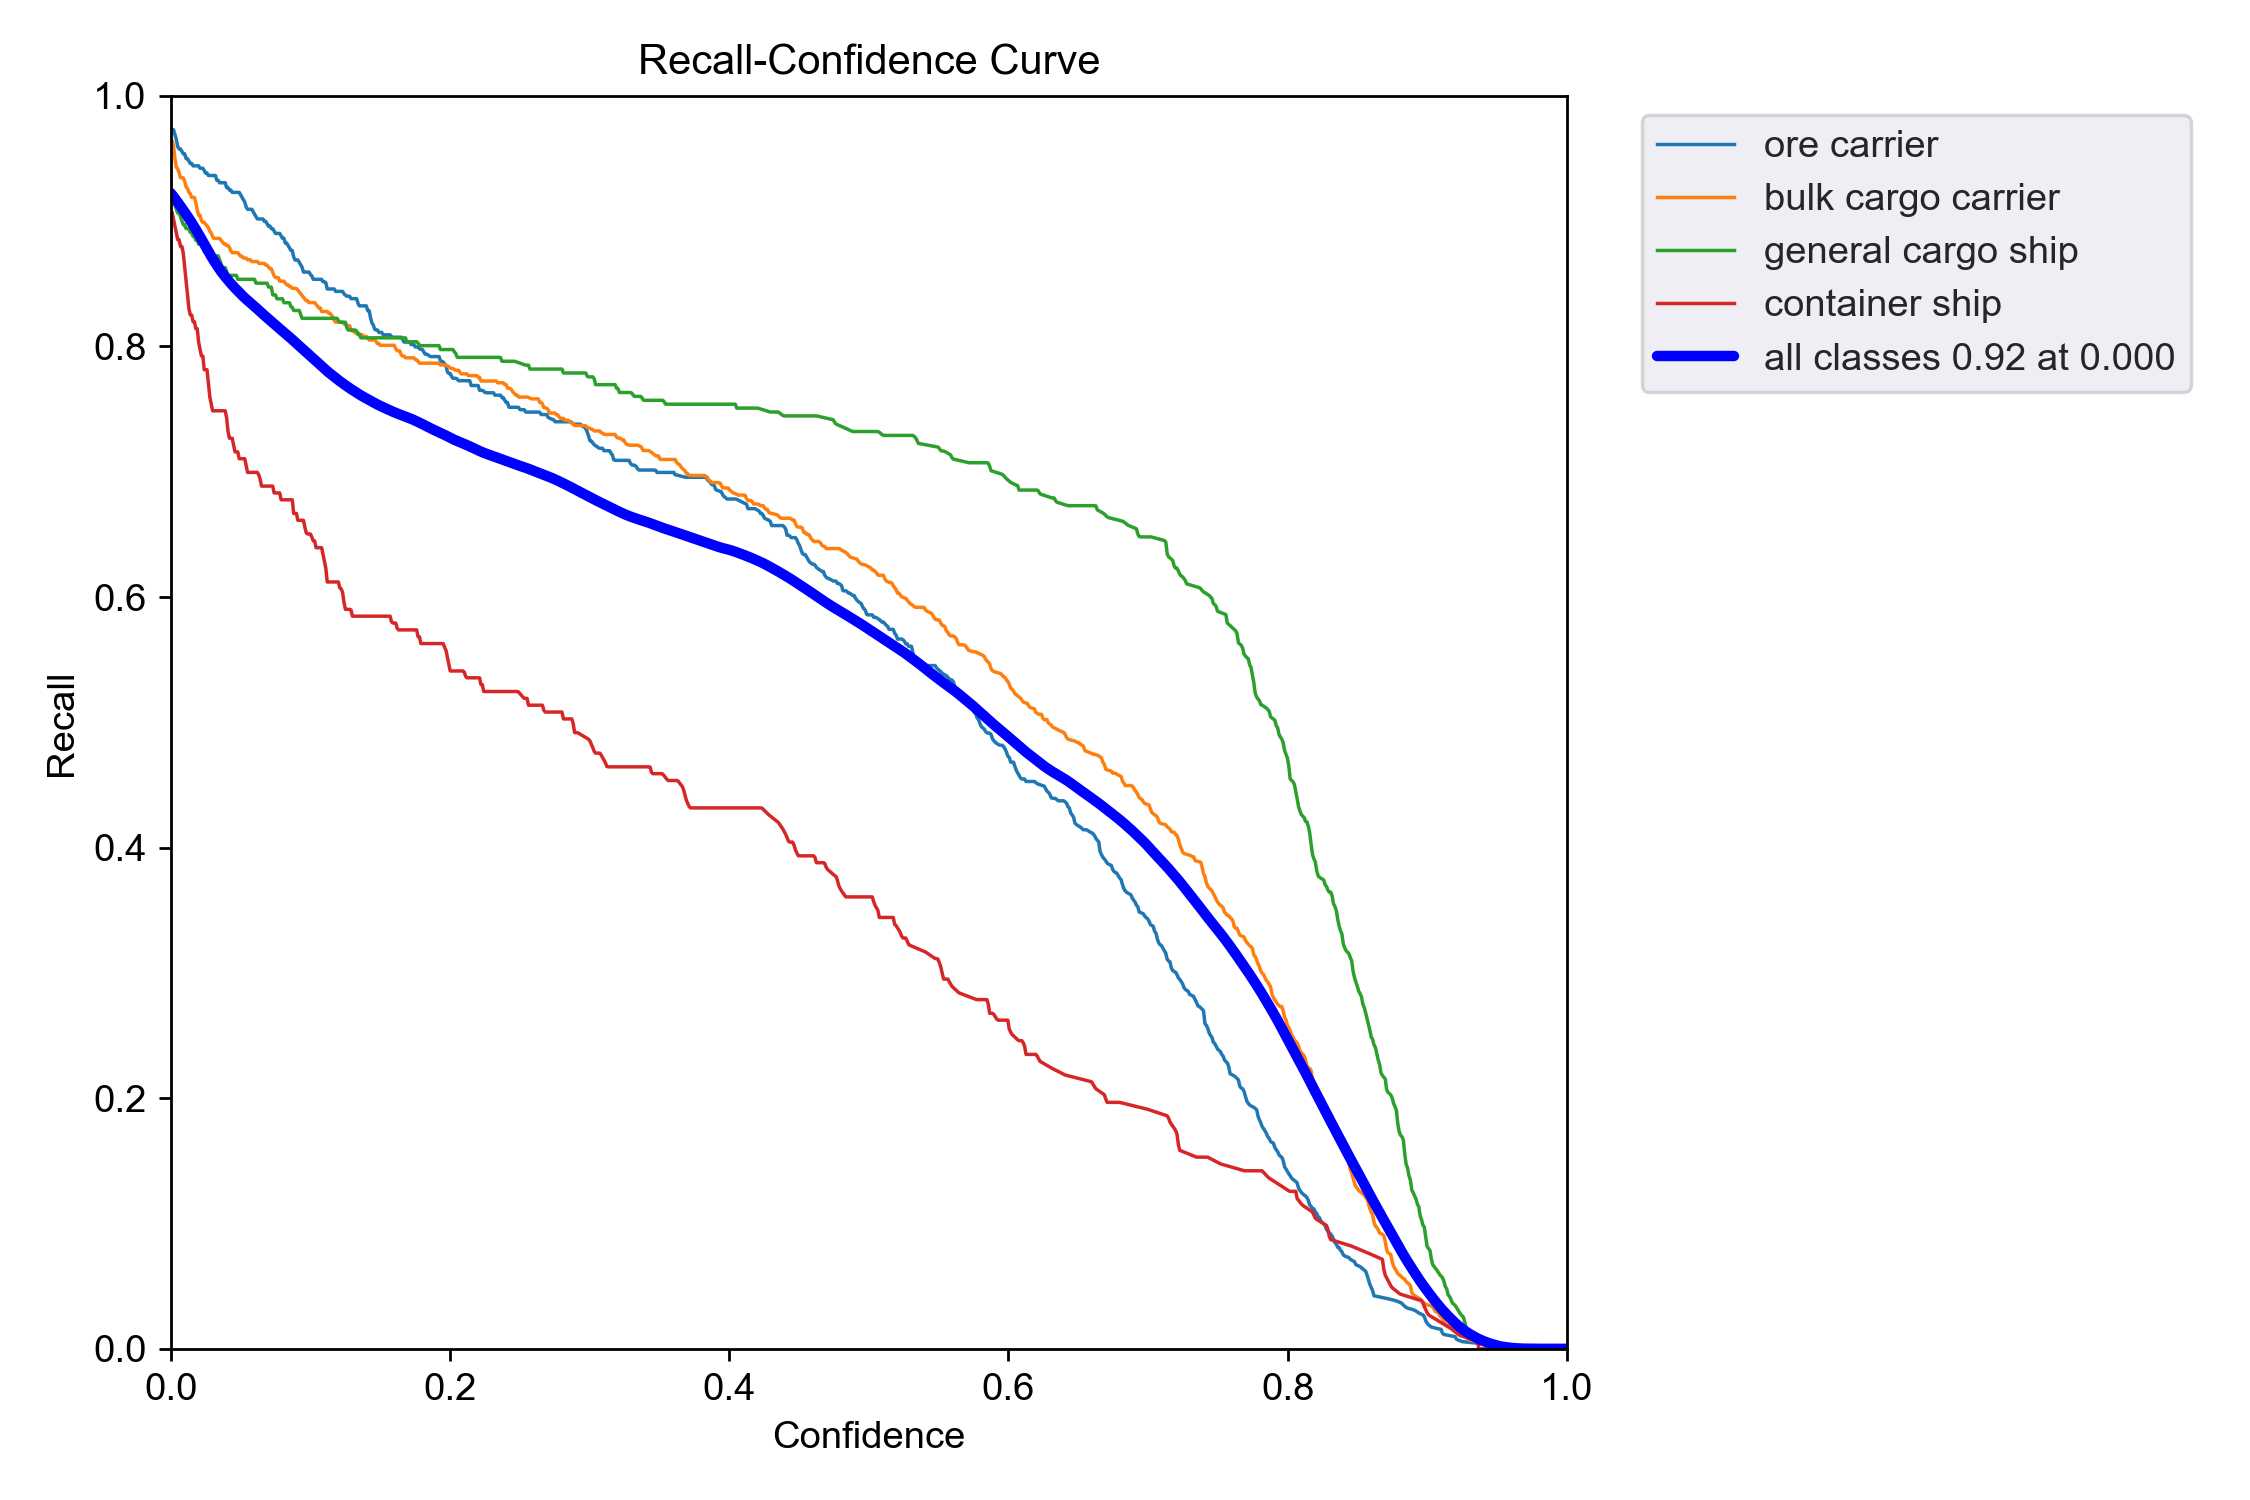 Recall-Confidence Curve
1.0
0.8
0.6
0.4
0.2
0.0
Recall
0.0 0.2 0.4 0.6 0.8 1.0
Confidence
ore carrier
bulk cargo carrier
general cargo ship
container ship
all classes 0.92 at 0.000